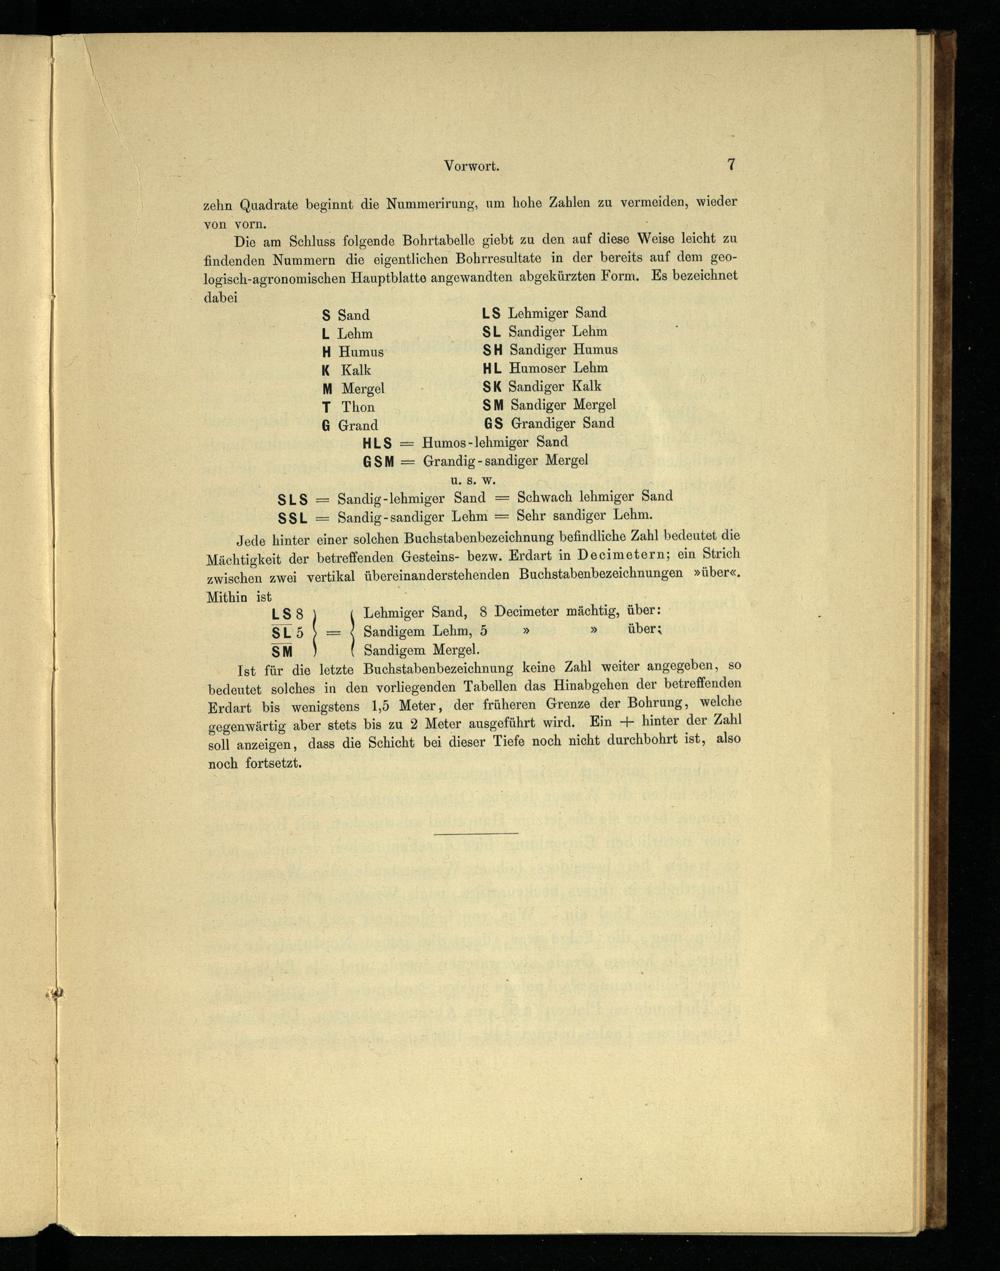 Vorwort. 7
zehn Quadrate beginnt die Nummerirung, um hohe Zahlen zu vermeiden, wieder
von vorn.
Die am Schluss folgende Bohrtabelle giebt zu den auf diese Weise leicht zu
findenden Nummern die eigentlichen Bohrresultate in der bereits auf dem geo-
logisch-agronomischen Hauptblatte angewandten abgekürzten Form. Es bezeichnet
dabei
S Sand LS Lehmiger Sand
L Lehm SL Sandiger Lehm
H Humus SH Sandiger Humus
K Kalk HL Humoser Lehm
M Mergel SK Sandiger Kalk
T Thon SM Sandiger Mergel
G Grand GS Grandiger Sand
HLS = Humos-lehmiger Sand
GSM = Grandig-sandiger Mergel
u. s. w.
SLS = Sandig-lehmiger Sand = Schwach lehmiger Sand
SSL = Sandig-sandiger Lehm = Sehr sandiger Lehm.
Jede hinter einer solchen Buchstabenbezeichnung befindliche Zahl bedeutet die
Mächtigkeit der betreffenden Gesteins- bezw. Erdart in Decimetern; ein Strich
zwischen zwei vertikal übereinanderstehenden Buchstabenbezeichnungen »über«.
Mithin ist
LS 8 } { Lehmiger Sand, 8 Decimeter mächtig, über:
SL 5 } = { Sandigem Lehm, 5 » » über;
SM } { Sandigem Mergel.
Ist für die letzte Buchstabenbezeichnung keine Zahl weiter angegeben, so
bedeutet solches in den vorliegenden Tabellen das Hinabgehen der betreffenden
Erdart bis wenigstens 1,5 Meter, der früheren Grenze der Bohrung, welche
gegenwärtig aber stets bis zu 2 Meter ausgeführt wird. Ein + hinter der Zahl
soll anzeigen, dass die Schicht bei dieser Tiefe noch nicht durchbohrt ist, also
noch fortsetzt.